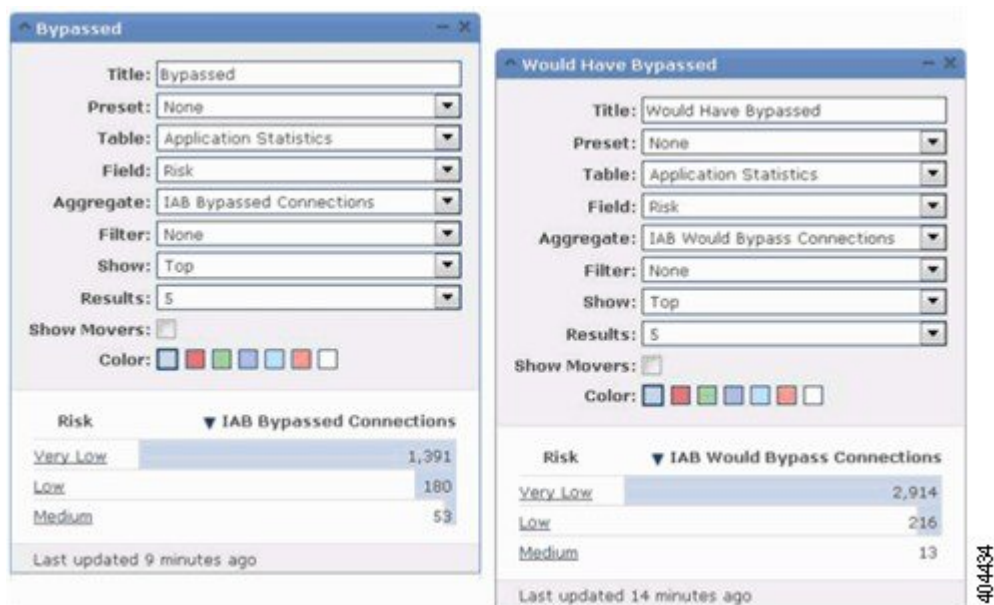 Bypassed
Title: Bypassed
Preset: None
Table: Application Statistics
Field: Risk
Aggregate: IAB Bypassed Connections
Filter: None
Show: Top
Results: 5
Show Movers:
Color:
Risk IAB Bypassed Connections
Very Low 1,391
Low 180
Medium 53
Last updated 9 minutes ago
Would Have Bypassed
Title: Would Have Bypassed
Preset: None
Table: Application Statistics
Field: Risk
Aggregate: IAB Would Bypass Connections
Filter: None
Show: Top
Results: 5
Show Movers:
Color:
Risk IAB Would Bypass Connections
Very Low 2,914
Low 216
Medium 13
Last updated 14 minutes ago
404434